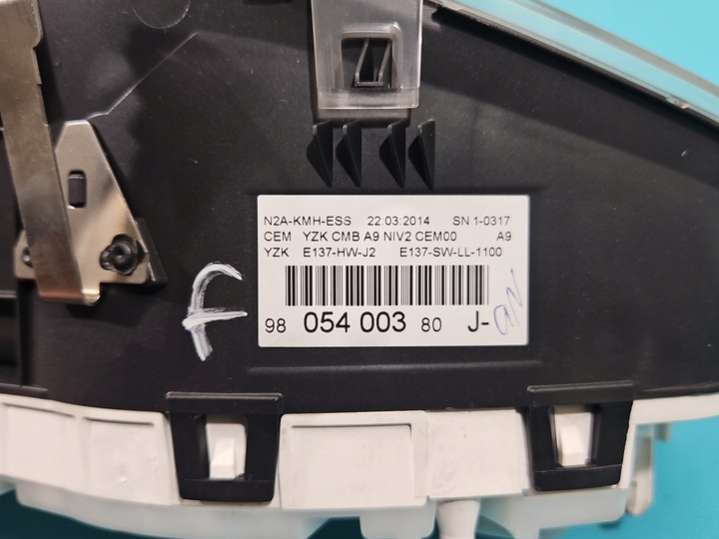 N2A-KMH-ESS 22.03.2014 SN 1-0317
CEM YZK CMB A9 NIV2 CEM00 A9
YZK E137-HW-J2 E137-SW-LL-1100
98 054 003 80 J-
F